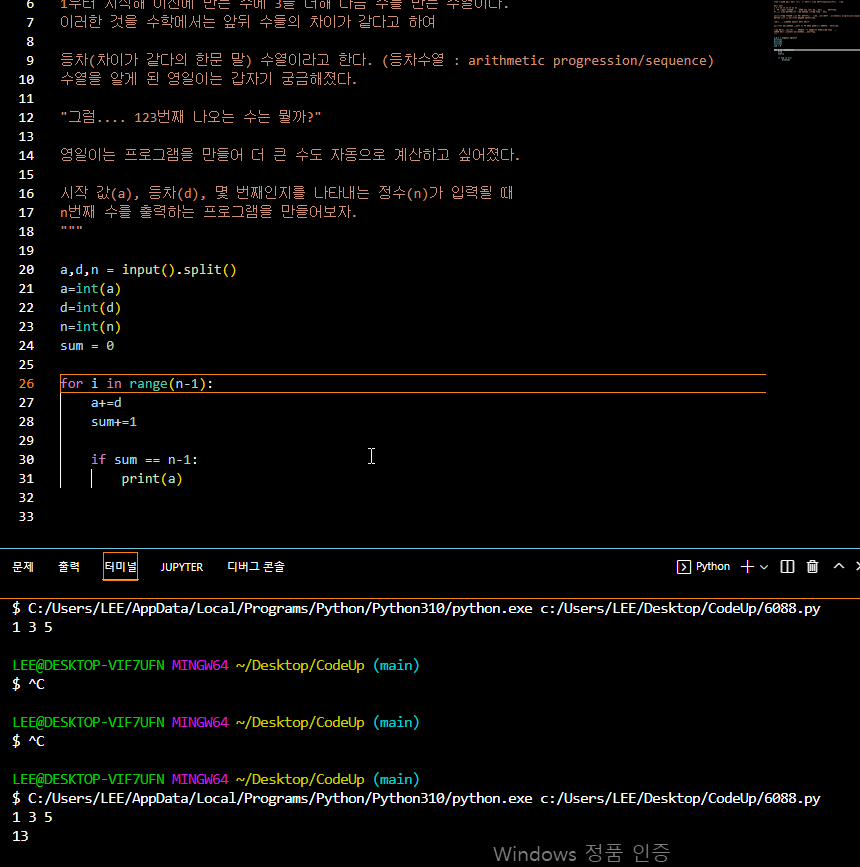 6 1부터 시작해 이전에 만든 수에 3을 더해 다음 수를 만든 수열이다.
7 이러한 것을 수학에서는 앞뒤 수들의 차이가 같다고 하여
8
9 등차(차이가 같다의 한문 말) 수열이라고 한다. (등차수열 : arithmetic progression/sequence)
10 수열을 알게 된 영일이는 갑자기 궁금해졌다.
11
12 "그럼.... 123번째 나오는 수는 뭘까?"
13
14 영일이는 프로그램을 만들어 더 큰 수도 자동으로 계산하고 싶어졌다.
15
16 시작 값(a), 등차(d), 몇 번째인지를 나타내는 정수(n)가 입력될 때
17 n번째 수를 출력하는 프로그램을 만들어보자.
18 """
19
20 a,d,n = input().split()
21 a=int(a)
22 d=int(d)
23 n=int(n)
24 sum = 0
25
26 for i in range(n-1):
27 a+=d
28 sum+=1
29
30 if sum == n-1:
31 print(a)
32
33
문제 출력 터미널 JUPYTER 디버그 콘솔 Python
$ C:/Users/LEE/AppData/Local/Programs/Python/Python310/python.exe c:/Users/LEE/Desktop/CodeUp/6088.py
1 3 5
LEE@DESKTOP-VIF7UFN MINGW64 ~/Desktop/CodeUp (main)
$ ^C
LEE@DESKTOP-VIF7UFN MINGW64 ~/Desktop/CodeUp (main)
$ ^C
LEE@DESKTOP-VIF7UFN MINGW64 ~/Desktop/CodeUp (main)
$ C:/Users/LEE/AppData/Local/Programs/Python/Python310/python.exe c:/Users/LEE/Desktop/CodeUp/6088.py
1 3 5
13
Windows 정품 인증